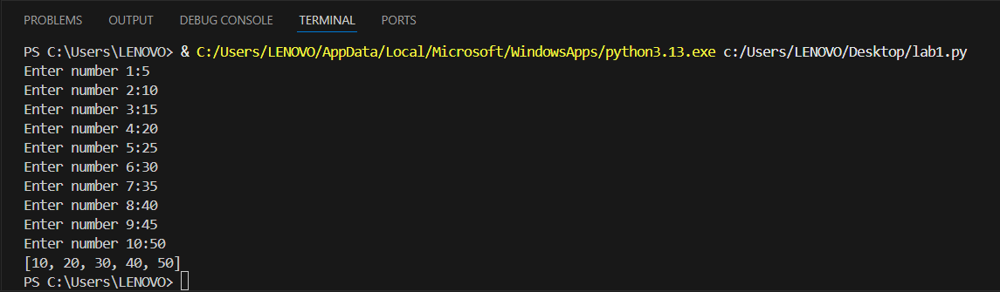 PROBLEMS OUTPUT DEBUG CONSOLE TERMINAL PORTS
PS C:\Users\LENOVO> & C:/Users/LENOVO/AppData/Local/Microsoft/WindowsApps/python3.13.exe c:/Users/LENOVO/Desktop/lab1.py
Enter number 1:5
Enter number 2:10
Enter number 3:15
Enter number 4:20
Enter number 5:25
Enter number 6:30
Enter number 7:35
Enter number 8:40
Enter number 9:45
Enter number 10:50
[10, 20, 30, 40, 50]
PS C:\Users\LENOVO>